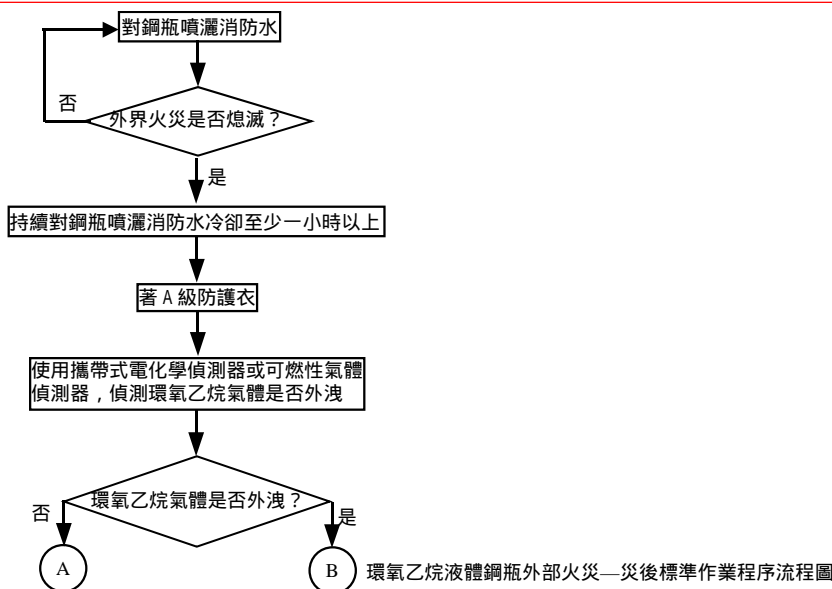 對鋼瓶噴灑消防水
否
外界火災是否熄滅？
是
持續對鋼瓶噴灑消防水冷卻至少一小時以上
著A級防護衣
使用攜帶式電化學偵測器或可燃性氣體
偵測器，偵測環氧乙烷氣體是否外洩
環氧乙烷氣體是否外洩？
否
是
A
B
環氧乙烷液體鋼瓶外部火災—災後標準作業程序流程圖